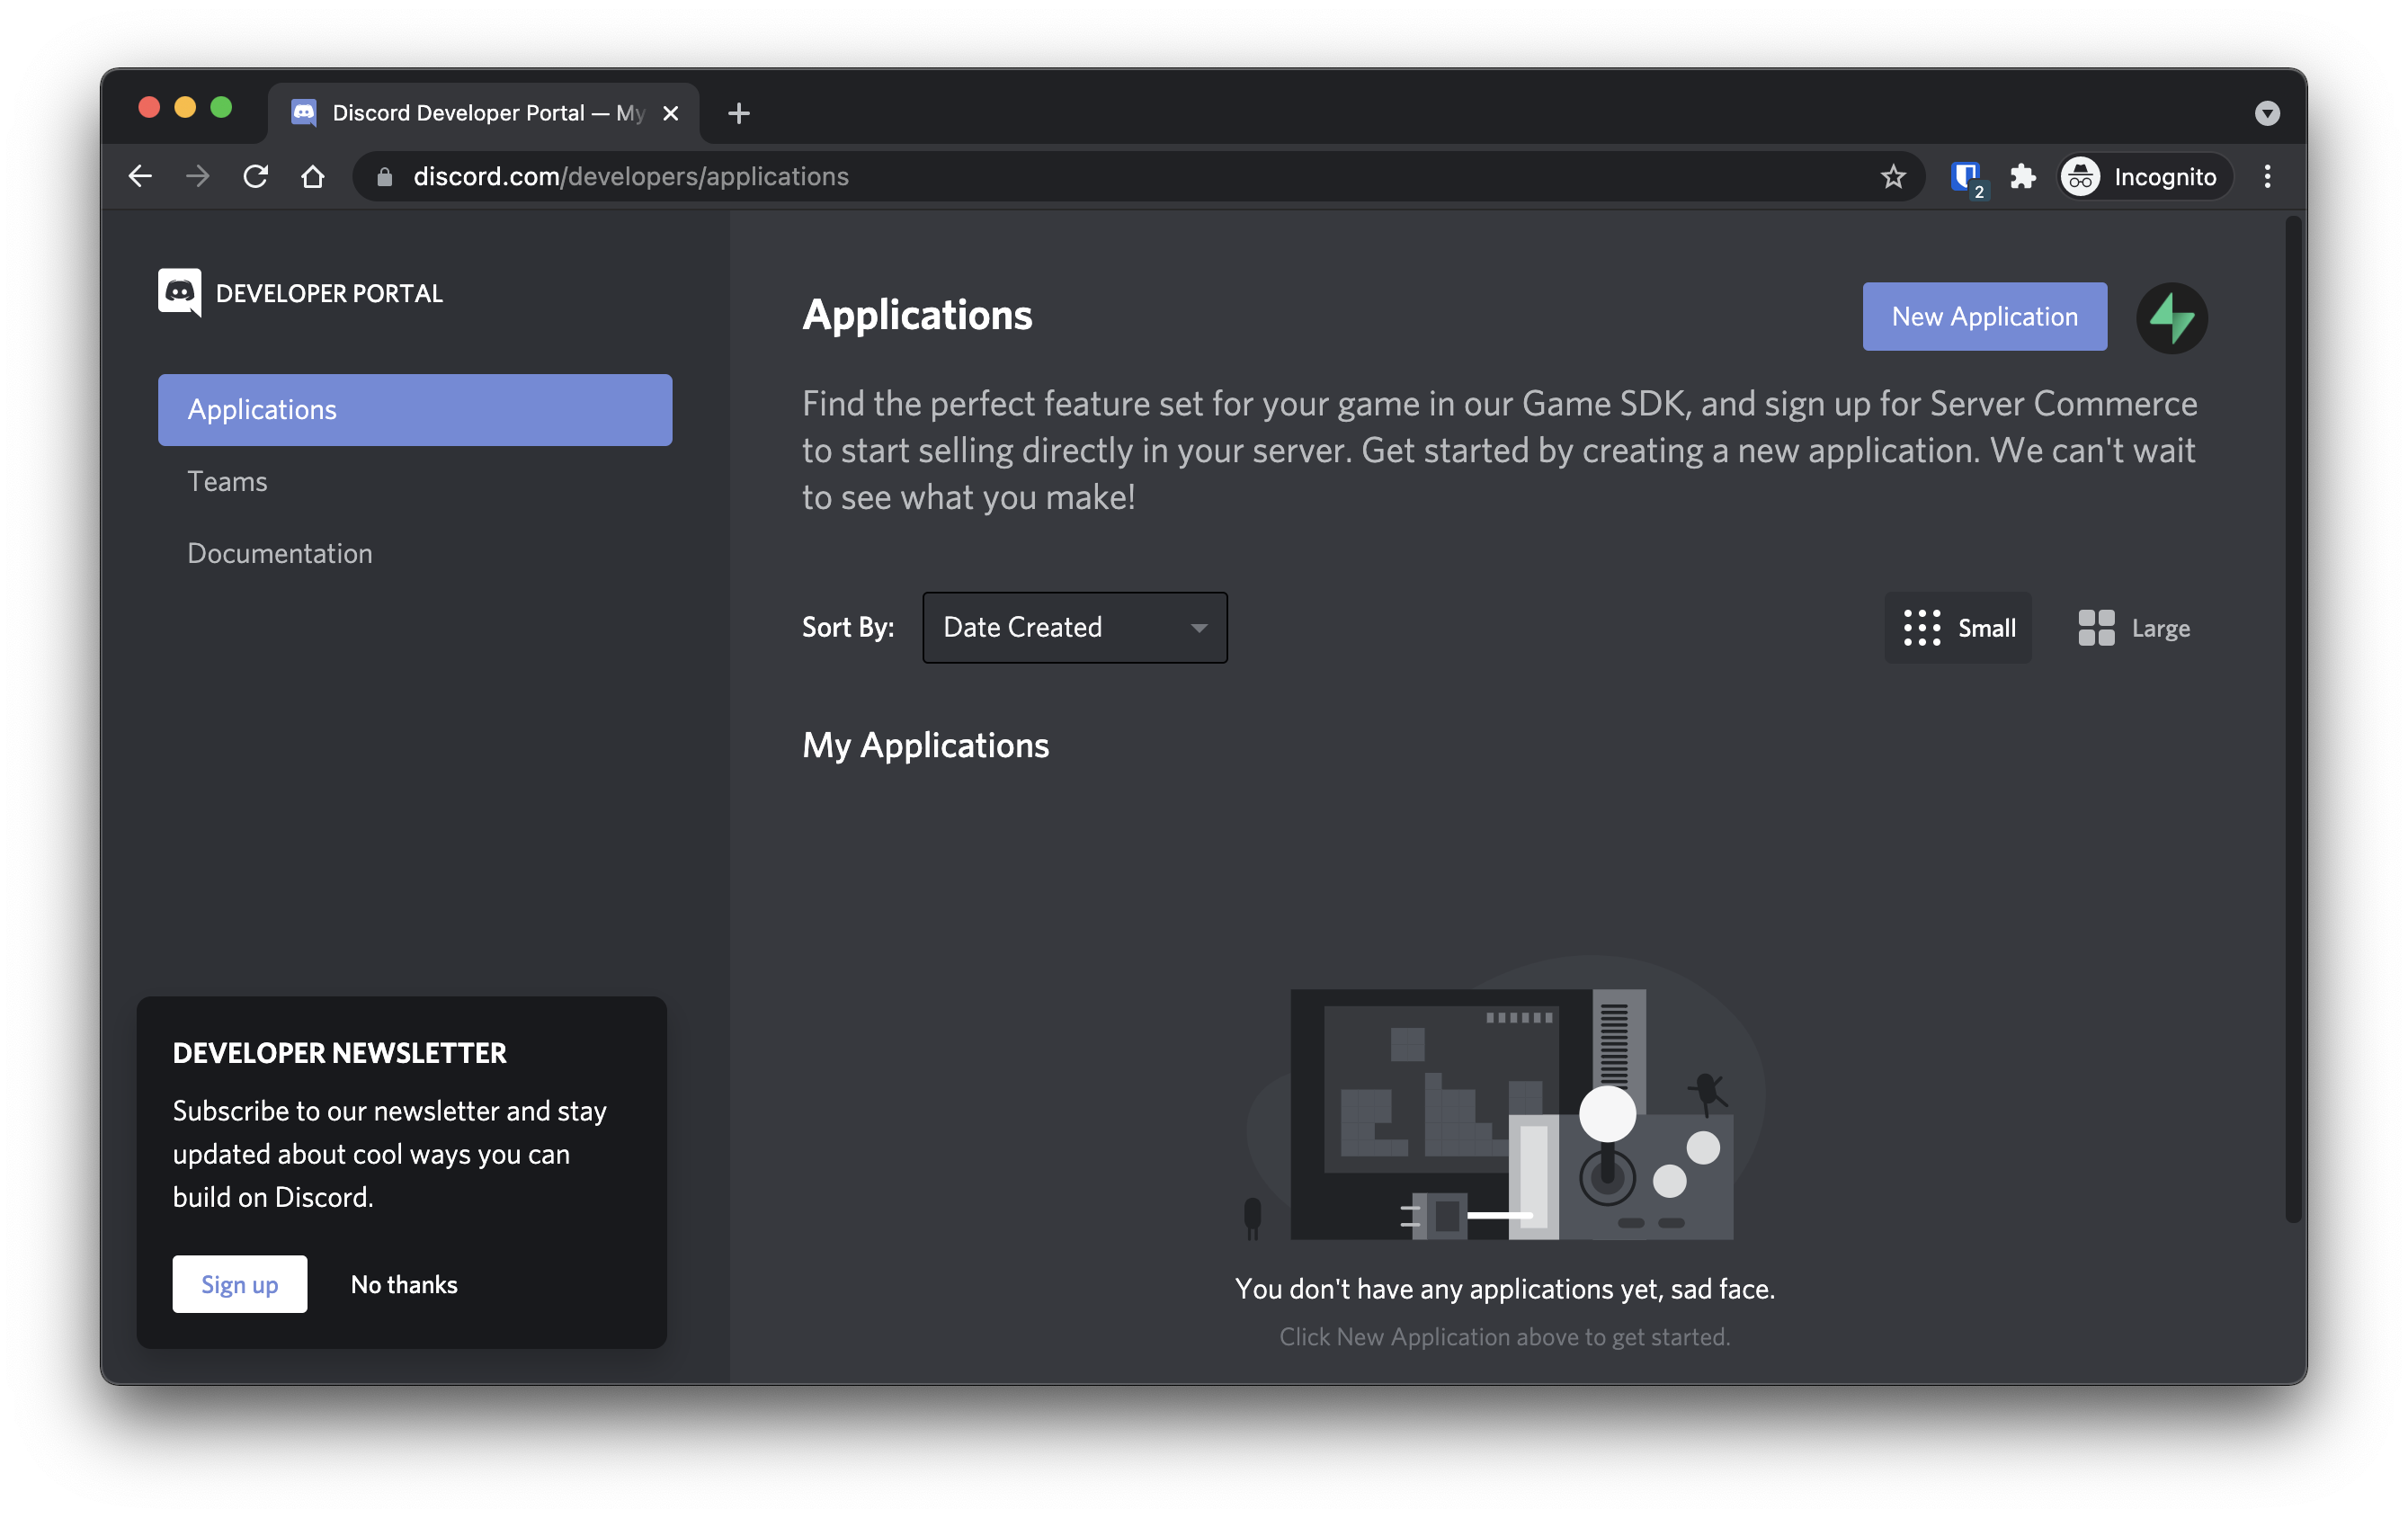 Discord Developer Portal — My
discord.com/developers/applications
2
Incognito
DEVELOPER PORTAL
Applications
Teams
Documentation
Applications
New Application
Find the perfect feature set for your game in our Game SDK, and sign up for Server Commerce
to start selling directly in your server. Get started by creating a new application. We can't wait
to see what you make!
Sort By:
Date Created
Small
Large
My Applications
You don't have any applications yet, sad face.
Click New Application above to get started.
DEVELOPER NEWSLETTER
Subscribe to our newsletter and stay
updated about cool ways you can
build on Discord.
Sign up
No thanks